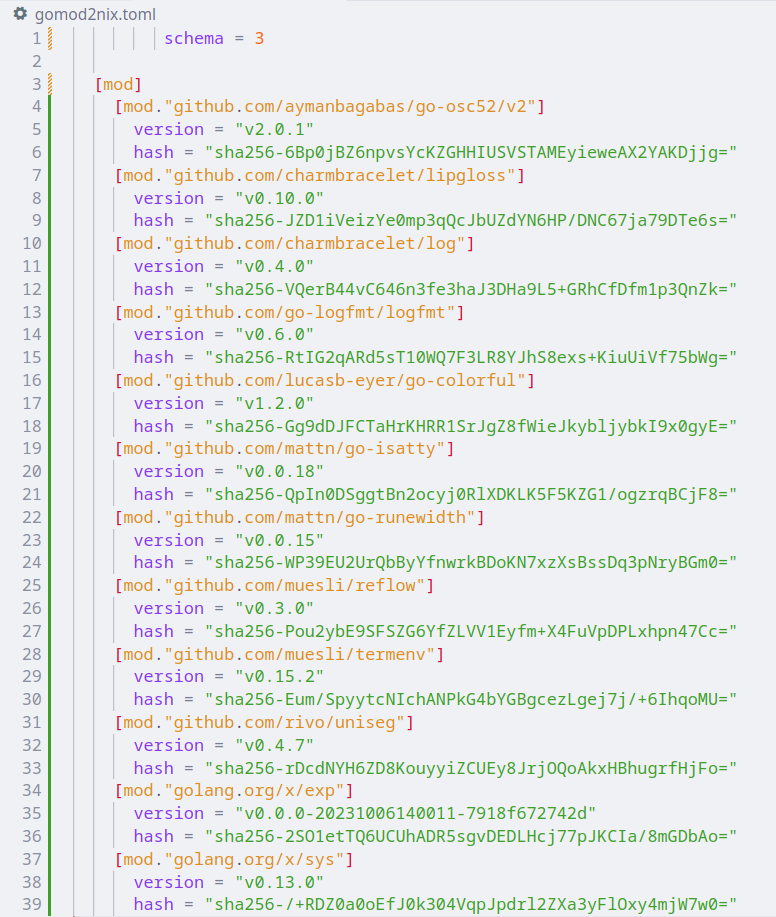 gomod2nix.toml
1 schema = 3
2
3 [mod]
4 [mod."github.com/aymanbagabas/go-osc52/v2"]
5 version = "v2.0.1"
6 hash = "sha256-6Bp0jBZ6npvsYcKZGHHIUSVSTAMEyieweAX2YAKDjjg="
7 [mod."github.com/charmbracelet/lipgloss"]
8 version = "v0.10.0"
9 hash = "sha256-JZD1iVeizYe0mp3qQcJbUZdYN6HP/DNC67ja79DTe6s="
10 [mod."github.com/charmbracelet/log"]
11 version = "v0.4.0"
12 hash = "sha256-VQerB44vC646n3fe3haJ3DHa9L5+GRhCfDfm1p3QnZk="
13 [mod."github.com/go-logfmt/logfmt"]
14 version = "v0.6.0"
15 hash = "sha256-RtIG2qARd5sT10WQ7F3LR8YJhS8exs+KiuUiVf75bWg="
16 [mod."github.com/lucasb-eyer/go-colorful"]
17 version = "v1.2.0"
18 hash = "sha256-Gg9dDJFCTaHrKHRR1SrJgZ8fWieJkybljybkI9x0gyE="
19 [mod."github.com/mattn/go-isatty"]
20 version = "v0.0.18"
21 hash = "sha256-QpIn0DSggtBn2ocyj0RlXDKLK5F5KZG1/ogzrqBCjF8="
22 [mod."github.com/mattn/go-runewidth"]
23 version = "v0.0.15"
24 hash = "sha256-WP39EU2UrQbByYfnwrkBDoKN7xzXsBssDq3pNryBGm0="
25 [mod."github.com/muesli/reflow"]
26 version = "v0.3.0"
27 hash = "sha256-Pou2ybE9SFSZG6YfZLVV1Eyfm+X4FuVpDPLxhpn47Cc="
28 [mod."github.com/muesli/termenv"]
29 version = "v0.15.2"
30 hash = "sha256-Eum/SpyytcNIchANPkG4bYGBgcezLgej7j/+6IhqoMU="
31 [mod."github.com/rivo/uniseg"]
32 version = "v0.4.7"
33 hash = "sha256-rDcdNYH6ZD8KouyyiZCUEy8JrjOQoAkxHBhugrfHjFo="
34 [mod."golang.org/x/exp"]
35 version = "v0.0.0-20231006140011-7918f672742d"
36 hash = "sha256-2SO1etTQ6UCUhADR5sgvDEDLHcj77pJKCIa/8mGDbAo="
37 [mod."golang.org/x/sys"]
38 version = "v0.13.0"
39 hash = "sha256-/+RDZ0a0oEfJ0k304VqpJpdrl2ZXa3yFlOxy4mjW7w0="